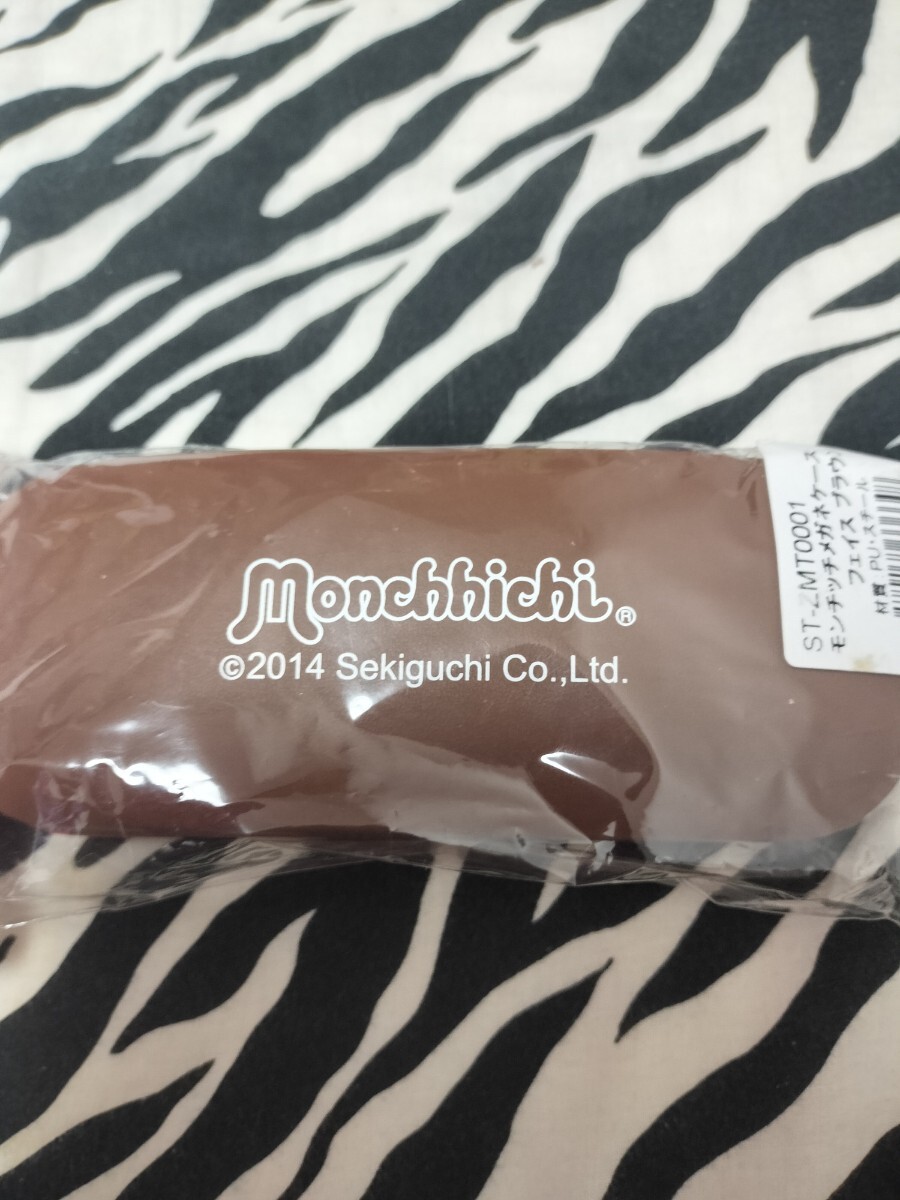 Monchhichi®
©2014 Sekiguchi Co.,Ltd.
ST-ZMT0001
モンチッチメガネケース
フェイス ブラウ
材質 PU・スチール